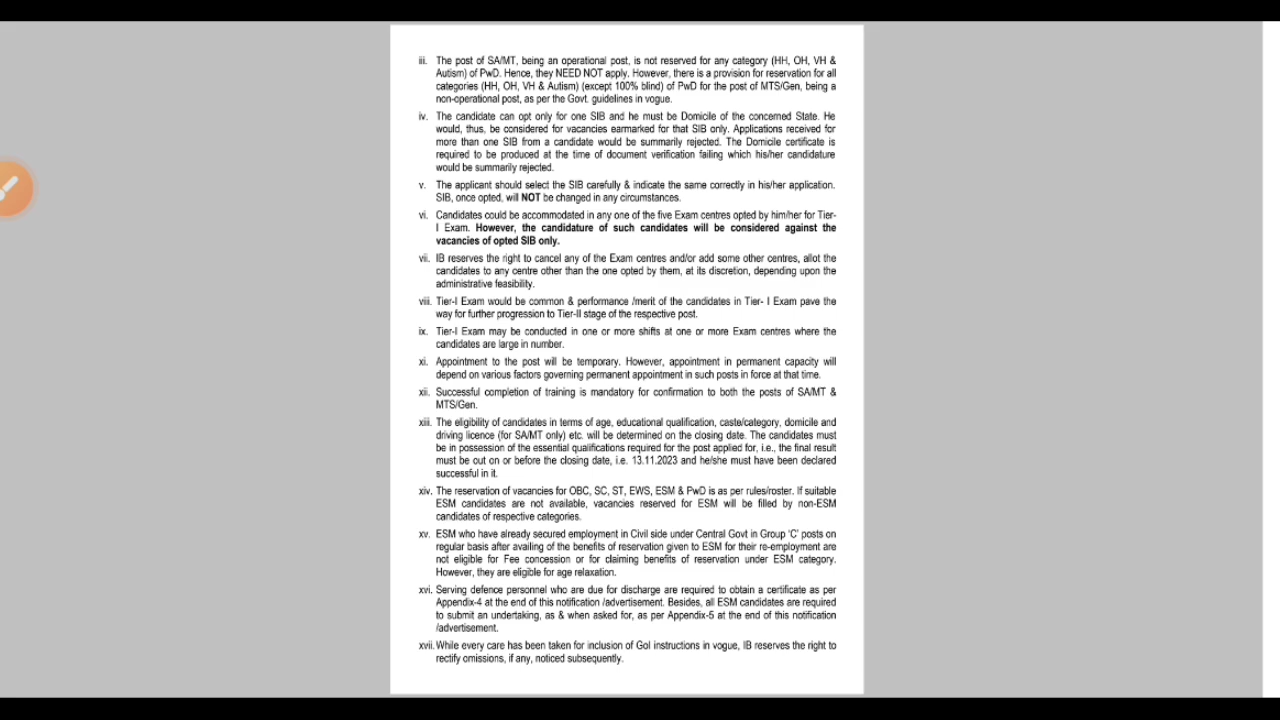 iii. The post of SA/MT, being an operational post, is not reserved for any category (HH, OH, VH &
Autism) of PwD. Hence, they NEED NOT apply. However, there is a provision for reservation for all
categories (HH, OH, VH & Autism) (except 100% blind) of PwD for the post of MTS/Gen, being a
non-operational post, as per the Govt. guidelines in vogue.
iv. The candidate can opt only for one SIB and he must be Domicile of the concerned State. He
would, thus, be considered for vacancies earmarked for that SIB only. Applications received for
more than one SIB from a candidate would be summarily rejected. The Domicile certificate is
required to be produced at the time of document verification failing which his/her candidature
would be summarily rejected.
v. The applicant should select the SIB carefully & indicate the same correctly in his/her application.
SIB, once opted, will NOT be changed in any circumstances.
vi. Candidates could be accommodated in any one of the five Exam centres opted by him/her for Tier-
I Exam. However, the candidature of such candidates will be considered against the
vacancies of opted SIB only.
vii. IB reserves the right to cancel any of the Exam centres and/or add some other centres, allot the
candidates to any centre other than the one opted by them, at its discretion, depending upon the
administrative feasibility.
viii. Tier-I Exam would be common & performance /merit of the candidates in Tier- I Exam pave the
way for further progression to Tier-II stage of the respective post.
ix. Tier-I Exam may be conducted in one or more shifts at one or more Exam centres where the
candidates are large in number.
xi. Appointment to the post will be temporary. However, appointment in permanent capacity will
depend on various factors governing permanent appointment in such posts in force at that time.
xii. Successful completion of training is mandatory for confirmation to both the posts of SA/MT &
MTS/Gen.
xiii. The eligibility of candidates in terms of age, educational qualification, caste/category, domicile and
driving licence (for SA/MT only) etc. will be determined on the closing date. The candidates must
be in possession of the essential qualifications required for the post applied for, i.e., the final result
must be out on or before the closing date, i.e. 13.11.2023 and he/she must have been declared
successful in it.
xiv. The reservation of vacancies for OBC, SC, ST, EWS, ESM & PwD is as per rules/roster. If suitable
ESM candidates are not available, vacancies reserved for ESM will be filled by non-ESM
candidates of respective categories.
xv. ESM who have already secured employment in Civil side under Central Govt in Group 'C' posts on
regular basis after availing of the benefits of reservation given to ESM for their re-employment are
not eligible for Fee concession or for claiming benefits of reservation under ESM category.
However, they are eligible for age relaxation.
xvi. Serving defence personnel who are due for discharge are required to obtain a certificate as per
Appendix-4 at the end of this notification /advertisement. Besides, all ESM candidates are required
to submit an undertaking, as & when asked for, as per Appendix-5 at the end of this notification
/advertisement.
xvii. While every care has been taken for inclusion of GoI instructions in vogue, IB reserves the right to
rectify omissions, if any, noticed subsequently.